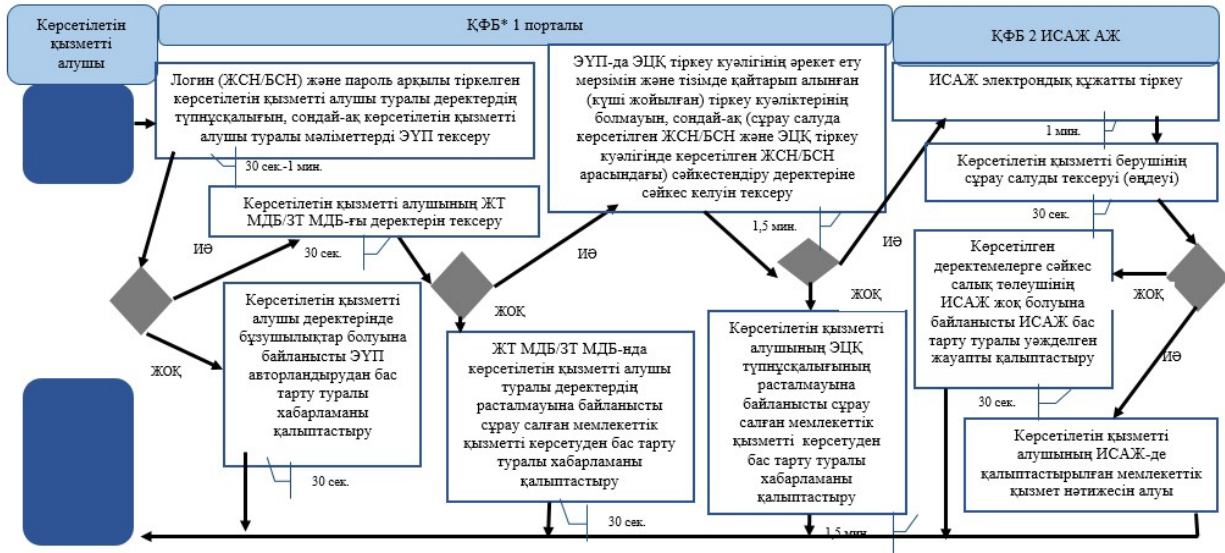 Көрсетілетін
қызметті
алушы
ҚФБ* 1 порталы
ҚФБ 2 ИСАЖ АЖ
Логин (ЖСН/БСН) және пароль арқылы тіркелген
көрсетілетін қызметті алушы туралы деректердің
түпнұсқалығын, сондай-ақ көрсетілетін қызметті
алушы туралы мәліметтерді ЭҮП тексеру
30 сек.-1 мин.
Көрсетілетін қызметті алушының ЖТ
МДБ/ЗТ МДБ-ғы деректерін тексеру
30 сек.
ИӘ
ЖОҚ
Көрсетілетін қызметті
алушы деректерінде
бұзушылықтар болуына
байланысты ЭҮП
авторландырудан бас
тарту туралы
хабарламаны
қалыптастыру
30 сек.
ЭҮП-да ЭЦҚ тіркеу куәлігінің әрекет ету
мерзімін және тізімде қайтарып алынған
(күші жойылған) тіркеу куәліктерінің
болмауын, сондай-ақ (сұрау салуда
көрсетілген ЖСН/БСН және ЭЦҚ тіркеу
куәлігінде көрсетілген ЖСН/БСН
арасындағы) сәйкестендіру деректеріне
сәйкес келуін тексеру
1,5 мин.
ИӘ
ЖОҚ
ЖТ МДБ/ЗТ МДБ-нда
көрсетілетін қызметті алушы
туралы деректердің
расталмауына байланысты
сұрау салған мемлекеттік
қызметті көрсетуден бас тарту
туралы хабарламаны
қалыптастыру
30 сек.
ИӘ
ЖОҚ
Көрсетілетін қызметті
алушының ЭЦҚ
түпнұсқалығының
расталмауына
байланысты сұрау
салған мемлекеттік
қызметті көрсетуден
бас тарту туралы
хабарламаны
қалыптастыру
1,5 мин.
ИСАЖ электрондық құжатты тіркеу
1 мин.
Көрсетілетін қызметті берушінің
сұрау салуды тексеруі (өңдеуі)
30 сек.
Көрсетілген
деректемелерге сәйкес
салық төлеушінің
ИСАЖ жоқ болуына
байланысты ИСАЖ бас
тарту туралы уәжделген
жауапты қалыптастыру
30 сек.
ЖОҚ
ИӘ
Көрсетілетін қызметті
алушының ИСАЖ-де
қалыптастырылған мемлекеттік
қызмет нәтижесін алуы